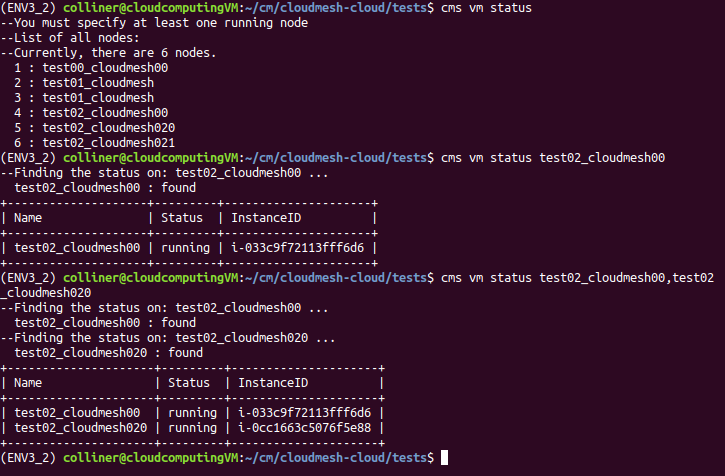 (ENV3_2) colliner@cloudcomputingVM:~/cm/cloudmesh-cloud/tests$ cms vm status
--You must specify at least one running node
--List of all nodes:
--Currently, there are 6 nodes.
  1 : test00_cloudmesh00
  2 : test01_cloudmesh
  3 : test01_cloudmesh
  4 : test02_cloudmesh00
  5 : test02_cloudmesh020
  6 : test02_cloudmesh021
(ENV3_2) colliner@cloudcomputingVM:~/cm/cloudmesh-cloud/tests$ cms vm status test02_cloudmesh00
--Finding the status on: test02_cloudmesh00 ...
  test02_cloudmesh00 : found
+--------------------+---------+---------------------+
| Name               | Status  | InstanceID          |
+--------------------+---------+---------------------+
| test02_cloudmesh00 | running | i-033c9f72113fff6d6 |
+--------------------+---------+---------------------+
(ENV3_2) colliner@cloudcomputingVM:~/cm/cloudmesh-cloud/tests$ cms vm status test02_cloudmesh00,test02
_cloudmesh020
--Finding the status on: test02_cloudmesh00 ...
  test02_cloudmesh00 : found
--Finding the status on: test02_cloudmesh020 ...
  test02_cloudmesh020 : found
+---------------------+---------+---------------------+
| Name                | Status  | InstanceID          |
+---------------------+---------+---------------------+
| test02_cloudmesh00  | running | i-033c9f72113fff6d6 |
| test02_cloudmesh020 | running | i-0cc1663c5076f5e88 |
+---------------------+---------+---------------------+
(ENV3_2) colliner@cloudcomputingVM:~/cm/cloudmesh-cloud/tests$